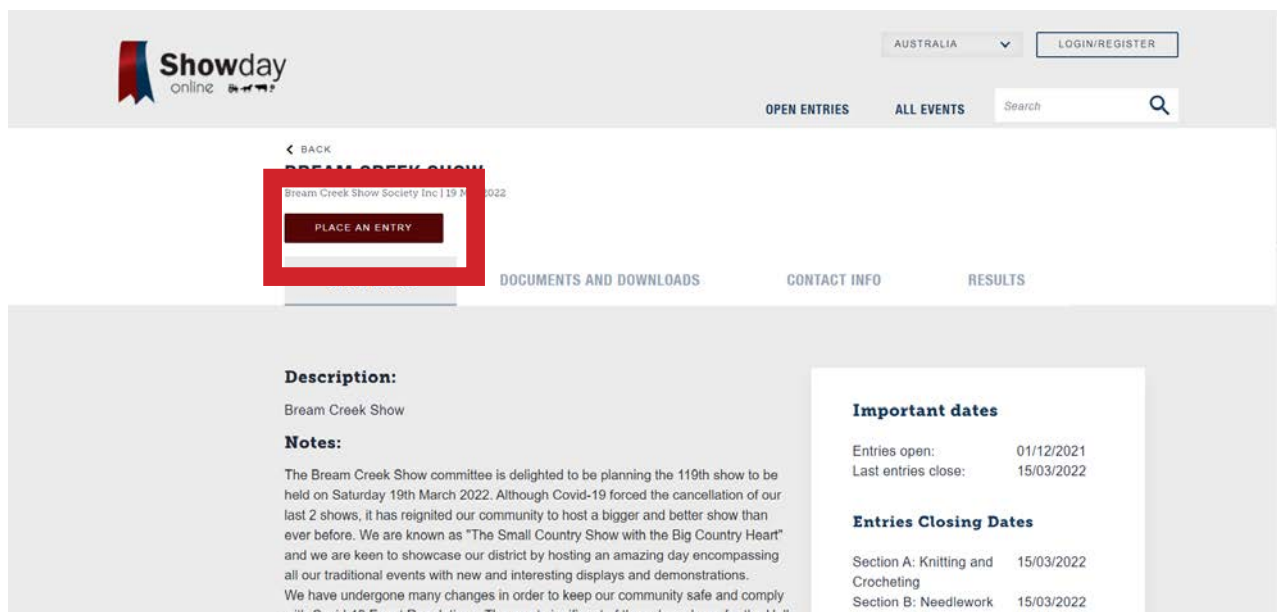 Showday
online
AUSTRALIA
LOGIN/REGISTER
OPEN ENTRIES
ALL EVENTS
Search
BACK
BREAM CREEK SHOW
Bream Creek Show Society Inc | 19 M 2022
PLACE AN ENTRY
DOCUMENTS AND DOWNLOADS
CONTACT INFO
RESULTS
Description:
Bream Creek Show
Notes:
The Bream Creek Show committee is delighted to be planning the 119th show to be
held on Saturday 19th March 2022. Although Covid-19 forced the cancellation of our
last 2 shows, it has reignited our community to host a bigger and better show than
ever before. We are known as "The Small Country Show with the Big Country Heart"
and we are keen to showcase our district by hosting an amazing day encompassing
all our traditional events with new and interesting displays and demonstrations.
We have undergone many changes in order to keep our community safe and comply
Important dates
Entries open: 01/12/2021
Last entries close: 15/03/2022
Entries Closing Dates
Section A: Knitting and 15/03/2022
Crocheting
Section B: Needlework 15/03/2022